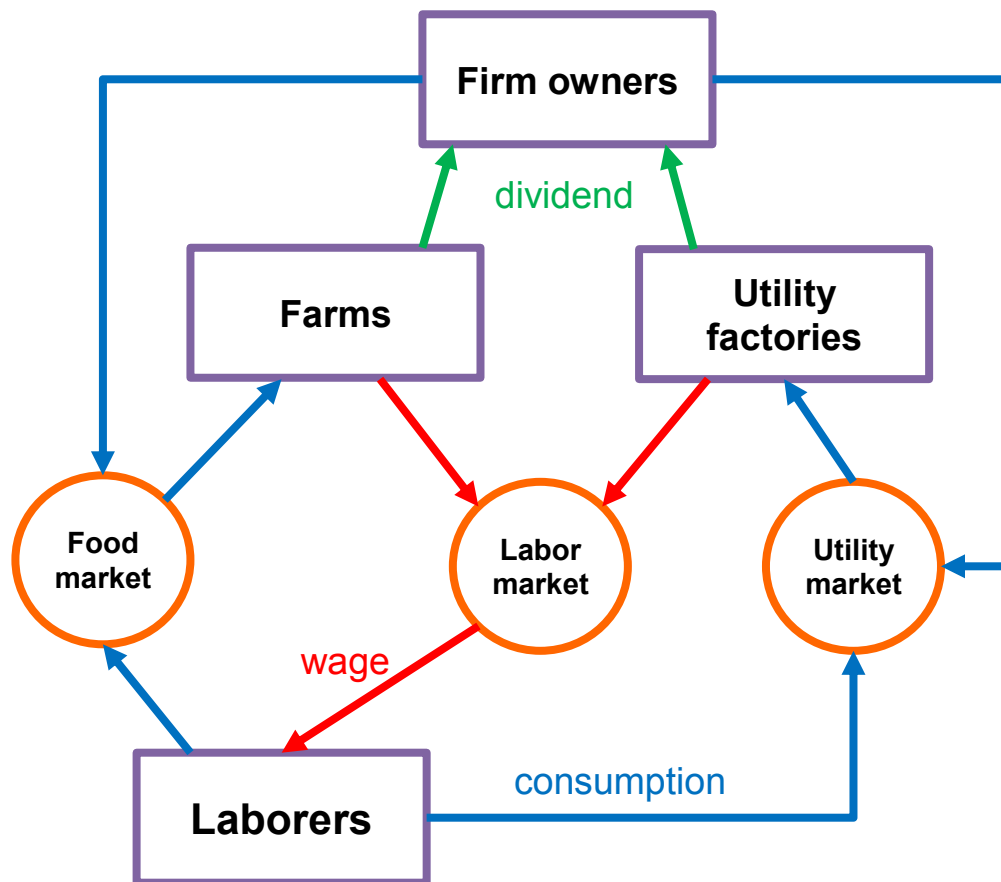 Firm owners
dividend
Farms
Utility
factories
Food
market
Labor
market
Utility
market
wage
consumption
Laborers